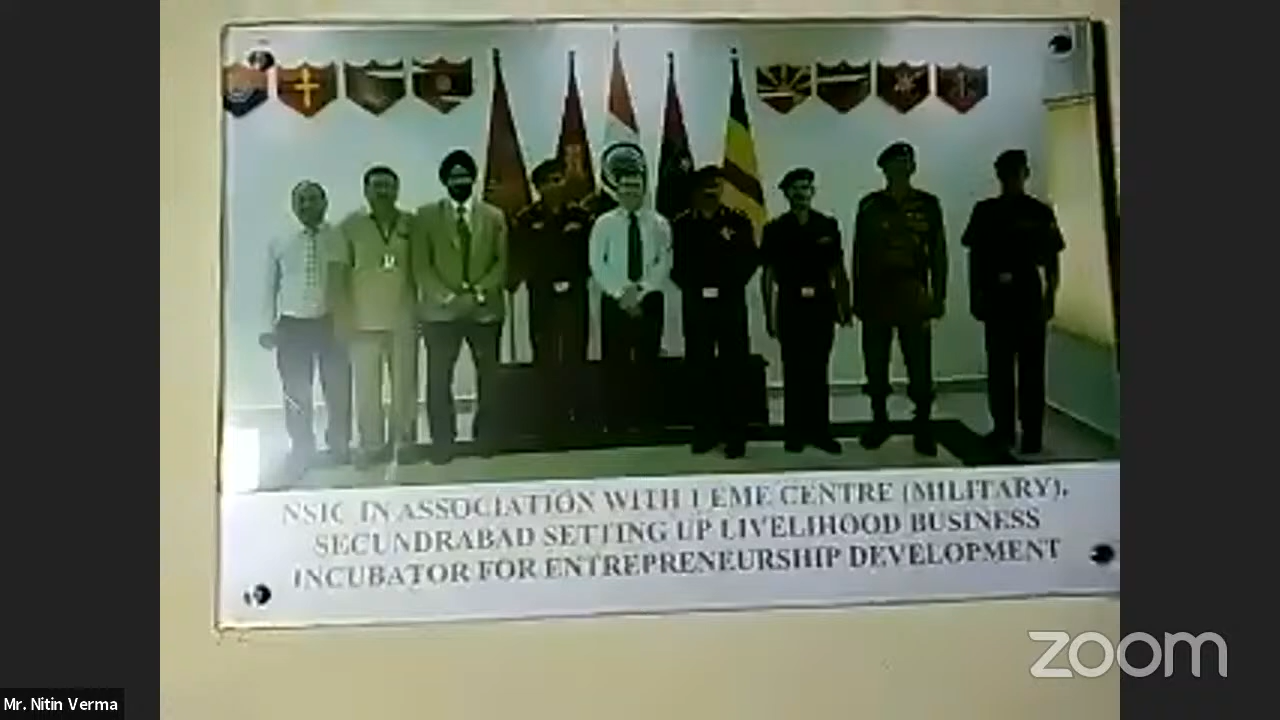 NSIC IN ASSOCIATION WITH 1 EME CENTRE (MILITARY),
SECUNDRABAD SETTING UP LIVELIHOOD BUSINESS
INCUBATOR FOR ENTREPRENEURSHIP DEVELOPMENT
zoom
Mr. Nitin Verma